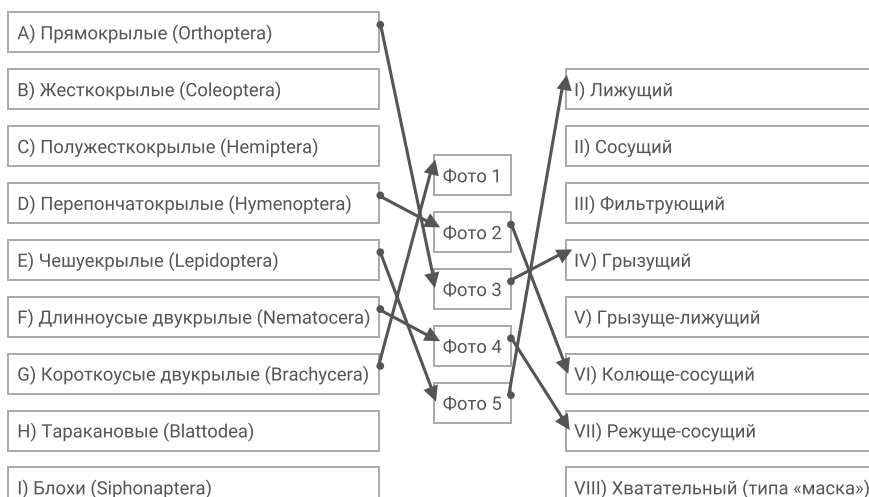 A) Прямокрылые (Orthoptera)
B) Жесткокрылые (Coleoptera)
C) Полужесткокрылые (Hemiptera)
D) Перепончатокрылые (Hymenoptera)
E) Чешуекрылые (Lepidoptera)
F) Длинноусые двукрылые (Nematocera)
G) Короткоусые двукрылые (Brachycera)
H) Таракановые (Blattodea)
I) Блохи (Siphonaptera)
Фото 1
Фото 2
Фото 3
Фото 4
Фото 5
I) Лижущий
II) Сосущий
III) Фильтрующий
IV) Грызущий
V) Грызуще-лижущий
VI) Колюще-сосущий
VII) Режуще-сосущий
VIII) Хватательный (типа «маска»)